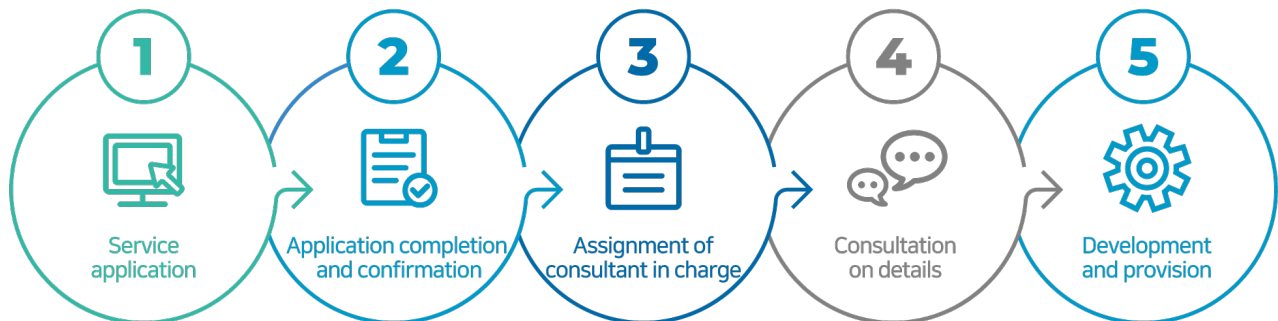 1
Service
application
2
Application completion
and confirmation
3
Assignment of
consultant in charge
4
Consultation
on details
5
Development
and provision